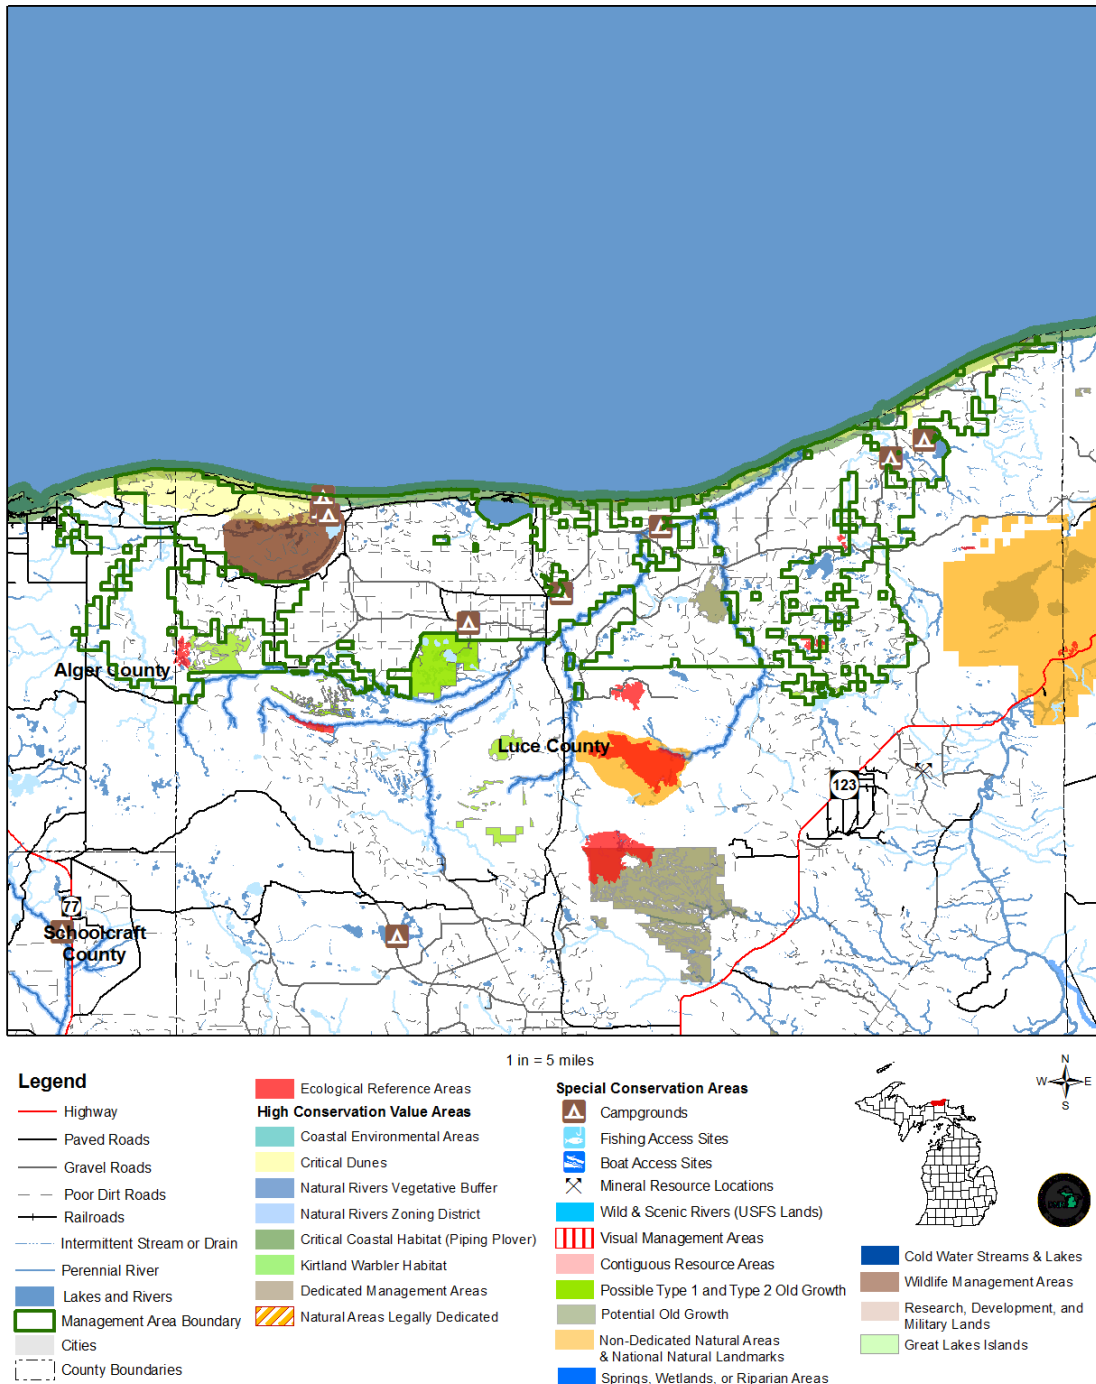 Alger County
Luce County
123
77
Schoolcraft
County
1 in = 5 miles
Legend
Highway
Paved Roads
Gravel Roads
Poor Dirt Roads
Railroads
Intermittent Stream or Drain
Perennial River
Lakes and Rivers
Management Area Boundary
Cities
County Boundaries
Ecological Reference Areas
High Conservation Value Areas
Coastal Environmental Areas
Critical Dunes
Natural Rivers Vegetative Buffer
Natural Rivers Zoning District
Critical Coastal Habitat (Piping Plover)
Kirtland Warbler Habitat
Dedicated Management Areas
Natural Areas Legally Dedicated
Special Conservation Areas
Campgrounds
Fishing Access Sites
Boat Access Sites
Mineral Resource Locations
Wild & Scenic Rivers (USFS Lands)
Visual Management Areas
Contiguous Resource Areas
Possible Type 1 and Type 2 Old Growth
Potential Old Growth
Non-Dedicated Natural Areas
& National Natural Landmarks
Springs, Wetlands, or Riparian Areas
N
W E
S
Cold Water Streams & Lakes
Wildlife Management Areas
Research, Development, and
Military Lands
Great Lakes Islands